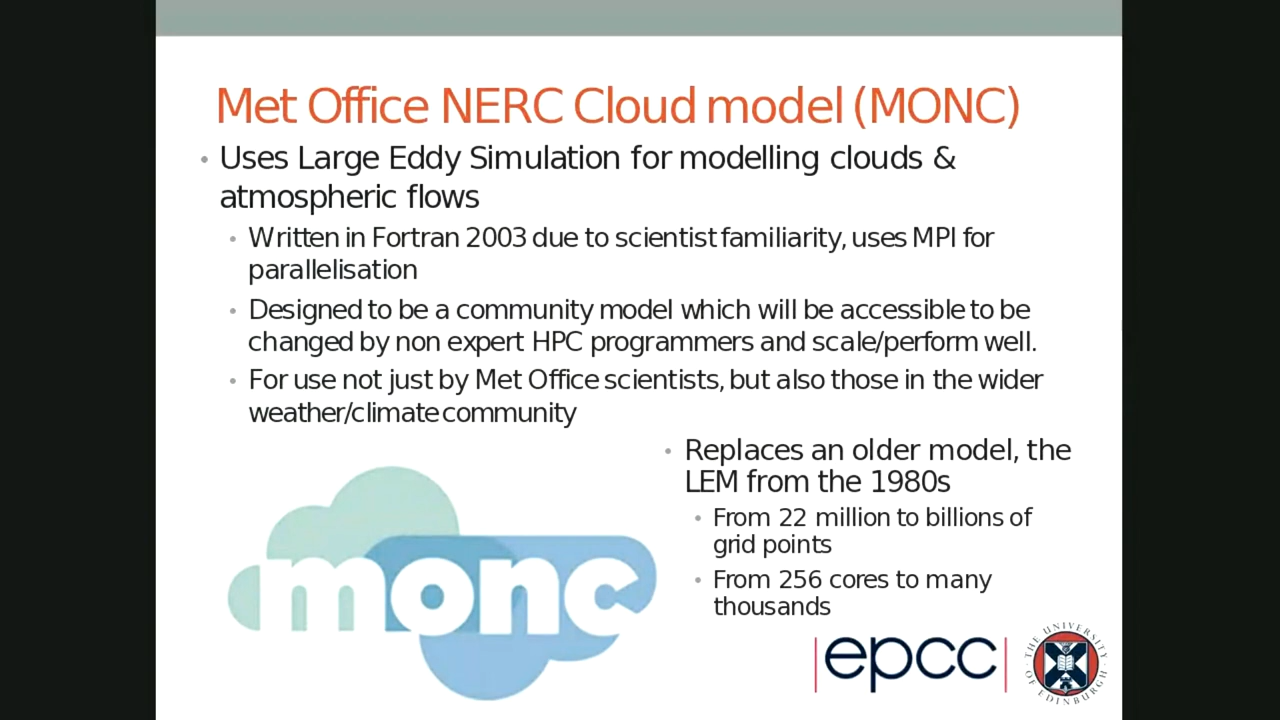 Met Office NERC Cloud model (MONC)
• Uses Large Eddy Simulation for modelling clouds &
atmospheric flows
• Written in Fortran 2003 due to scientist familiarity, uses MPI for
parallelisation
• Designed to be a community model which will be accessible to be
changed by non expert HPC programmers and scale/perform well.
• For use not just by Met Office scientists, but also those in the wider
weather/climate community
• Replaces an older model, the
LEM from the 1980s
• From 22 million to billions of
grid points
• From 256 cores to many
thousands
monc
epcc
THE UNIVERSITY
OF EDINBURGH